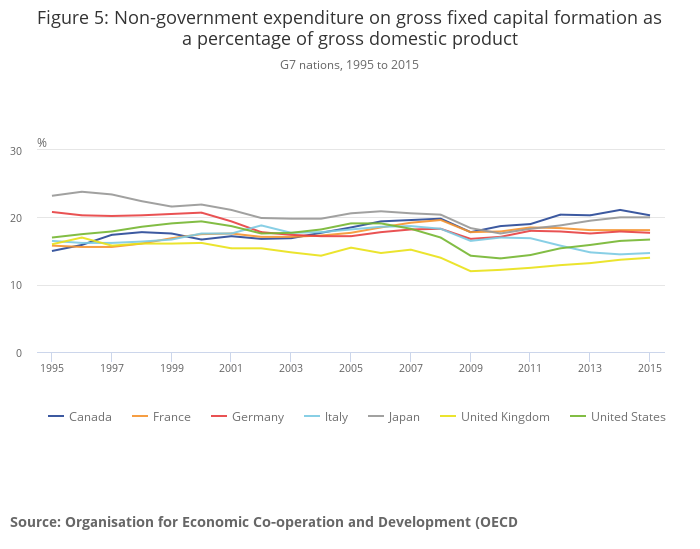 Figure 5: Non-government expenditure on gross fixed capital formation as
a percentage of gross domestic product
G7 nations, 1995 to 2015
%
30
20
10
0
1995 1997 1999 2001 2003 2005 2007 2009 2011 2013 2015
Canada France Germany Italy Japan United Kingdom United States
Source: Organisation for Economic Co-operation and Development (OECD